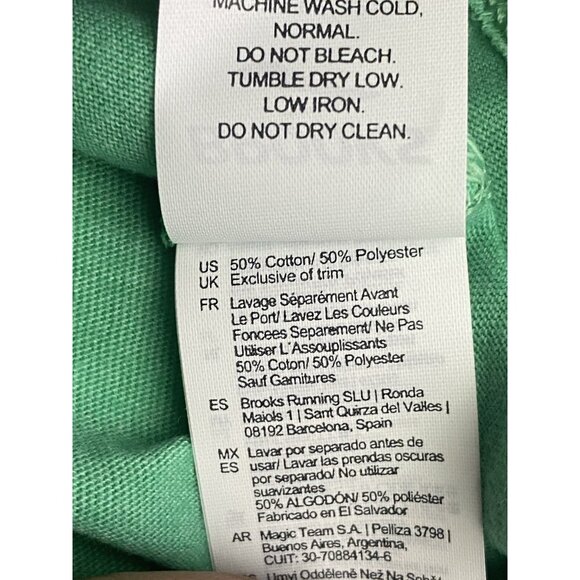 MACHINE WASH COLD,
NORMAL.
DO NOT BLEACH.
TUMBLE DRY LOW.
LOW IRON.
DO NOT DRY CLEAN.
US 50% Cotton/ 50% Polyester
UK Exclusive of trim
FR Lavage Séparément Avant
Le Port/ Lavez Les Couleurs
Foncees Separement/ Ne Pas
Utiliser L'Assouplissants
50% Coton/ 50% Polyester
Sauf Garnitures
ES Brooks Running SLU | Ronda
Maiols 1 | Sant Quirza del Valles |
08192 Barcelona, Spain
MX Lavar por separado antes de
ES usar/ Lavar las prendas oscuras
por separado/ No utilizar
suavizantes
50% ALGODÓN/ 50% poliéster
Fabricado en El Salvador
AR Magic Team S.A. | Pelliza 3798 |
Buenos Aires, Argentina,
CUIT: 30-70884134-6
Umyi Odděleně Než Na